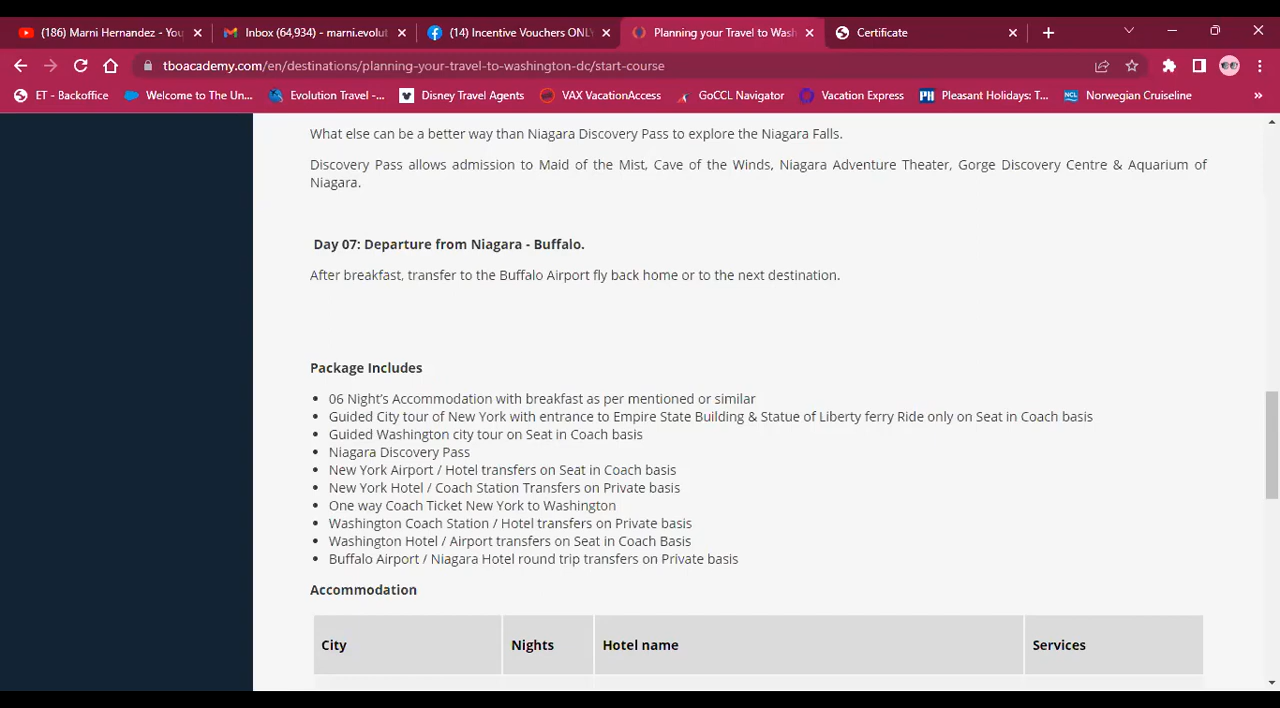 (186) Marni Hernandez - You
Inbox (64,934) - marni.evolut
(14) Incentive Vouchers ONL
Planning your Travel to Wash
Certificate
tboacademy.com/en/destinations/planning-your-travel-to-washington-dc/start-course
ET - Backoffice
Welcome to The Un...
Evolution Travel -...
Disney Travel Agents
VAX VacationAccess
GoCCL Navigator
Vacation Express
PH Pleasant Holidays: T...
NCL Norwegian Cruiseline
»
What else can be a better way than Niagara Discovery Pass to explore the Niagara Falls.
Discovery Pass allows admission to Maid of the Mist, Cave of the Winds, Niagara Adventure Theater, Gorge Discovery Centre & Aquarium of
Niagara.
Day 07: Departure from Niagara - Buffalo.
After breakfast, transfer to the Buffalo Airport fly back home or to the next destination.
Package Includes
• 06 Night's Accommodation with breakfast as per mentioned or similar
• Guided City tour of New York with entrance to Empire State Building & Statue of Liberty ferry Ride only on Seat in Coach basis
• Guided Washington city tour on Seat in Coach basis
• Niagara Discovery Pass
• New York Airport / Hotel transfers on Seat in Coach basis
• New York Hotel / Coach Station Transfers on Private basis
• One way Coach Ticket New York to Washington
• Washington Coach Station / Hotel transfers on Private basis
• Washington Hotel / Airport transfers on Seat in Coach Basis
• Buffalo Airport / Niagara Hotel round trip transfers on Private basis
Accommodation
City Nights Hotel name Services